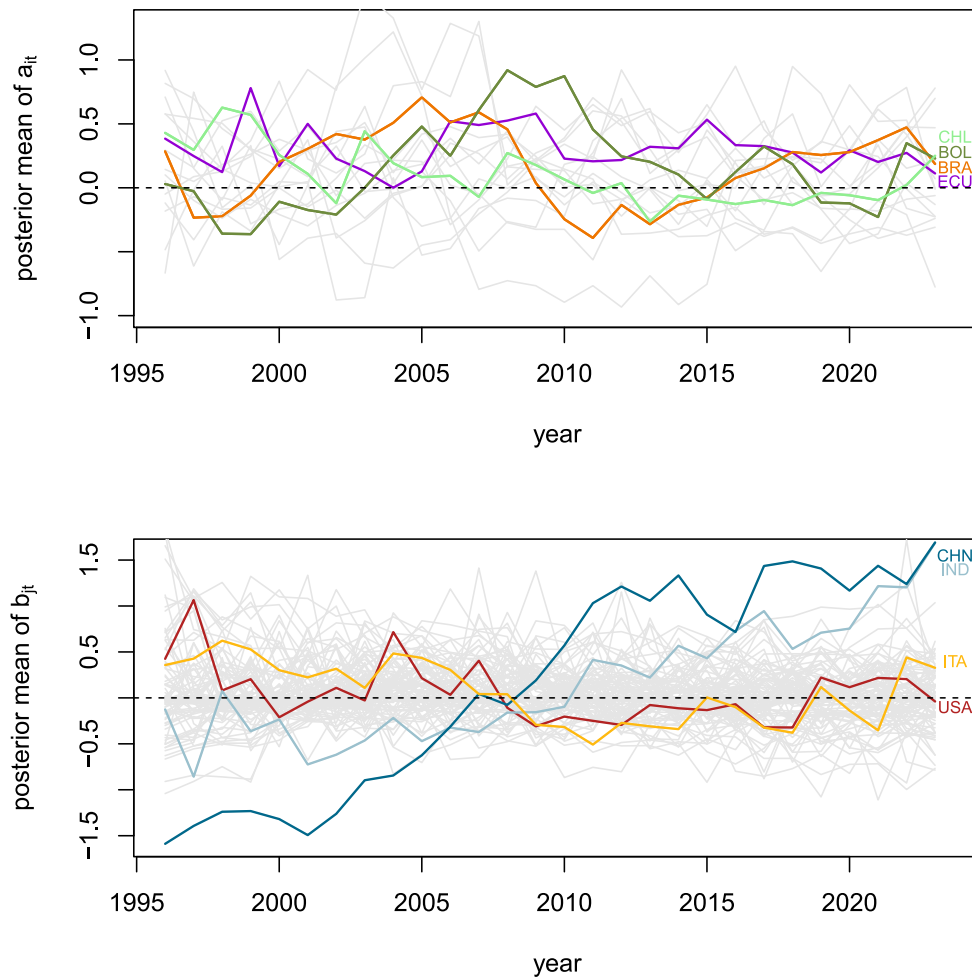 posterior mean of a_it
1.0
0.5
0.0
−1.0
CHL
BOL
BRA
ECU
1995
2000
2005
2010
2015
2020
year
posterior mean of b_jt
1.5
0.5
−0.5
−1.5
CHN
IND
ITA
USA
1995
2000
2005
2010
2015
2020
year